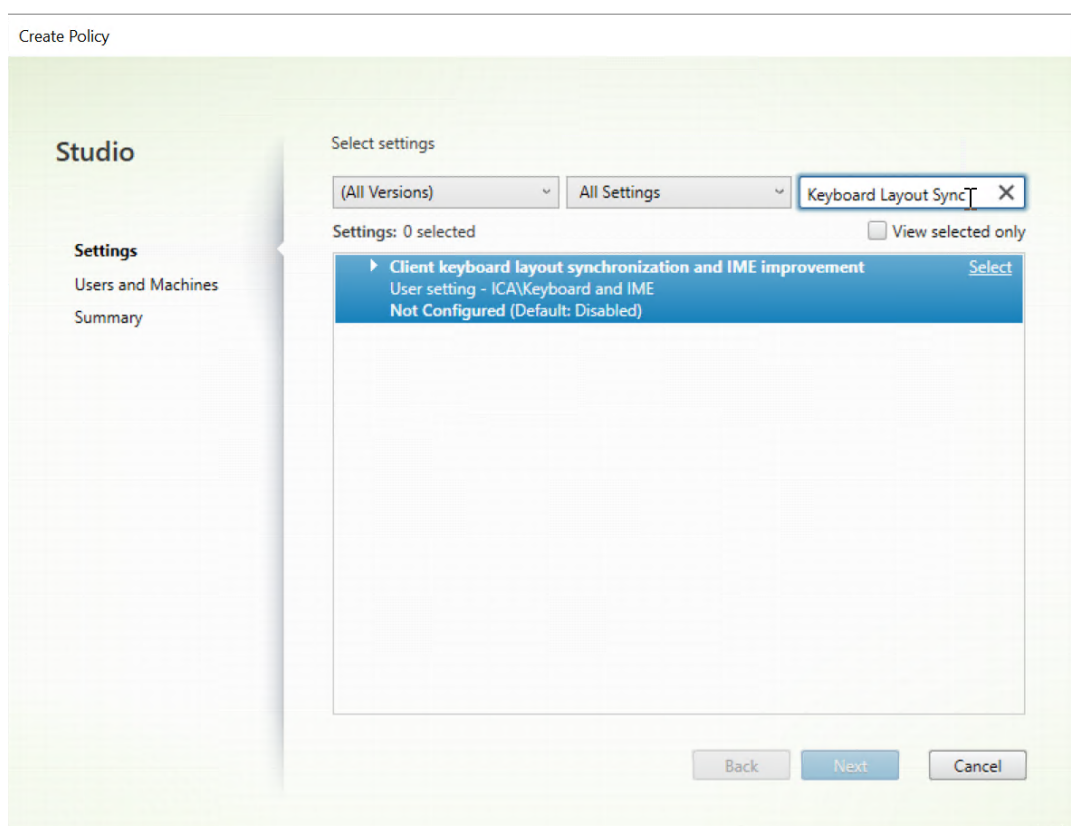 Create Policy
Studio
Settings
Users and Machines
Summary
Select settings
(All Versions)
All Settings
Keyboard Layout Sync
Settings: 0 selected
View selected only
Client keyboard layout synchronization and IME improvement
Select
User setting - ICA\Keyboard and IME
Not Configured (Default: Disabled)
Back
Next
Cancel